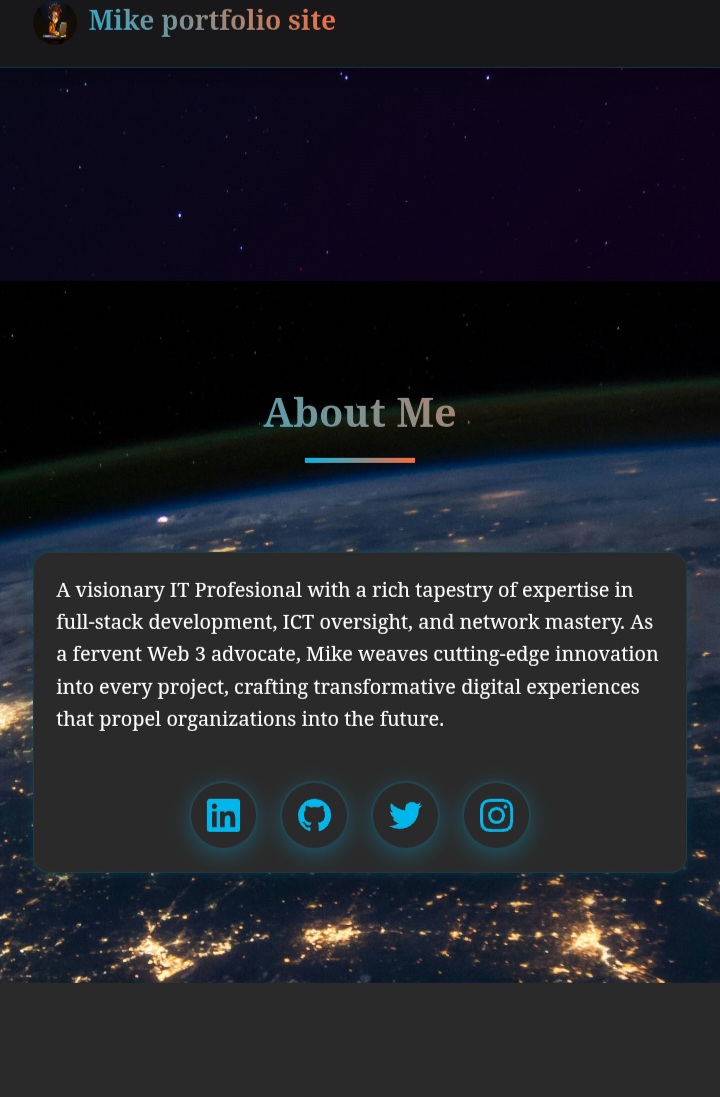 Mike portfolio site
About Me
A visionary IT Profesional with a rich tapestry of expertise in
full-stack development, ICT oversight, and network mastery. As
a fervent Web 3 advocate, Mike weaves cutting-edge innovation
into every project, crafting transformative digital experiences
that propel organizations into the future.